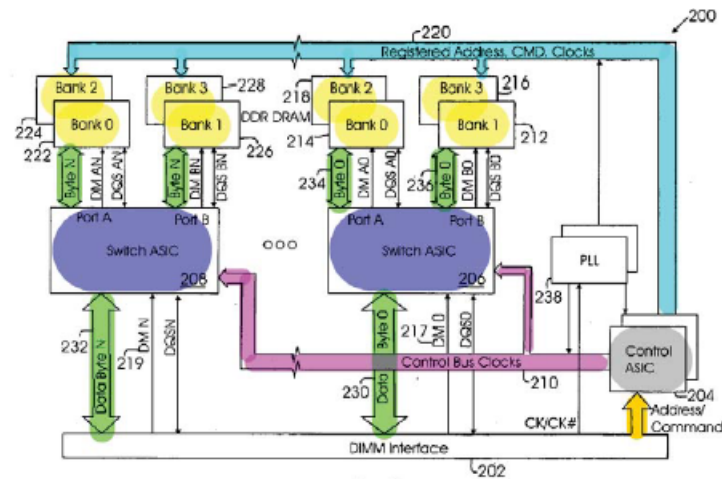 200
220
Registered Address, CMD, Clocks
Bank 2
Bank 3
228
218
Bank 2
Bank 3
216
Bank 0
Bank 1
DDR DRAM
Bank 0
Bank 1
224
222
226
214
212
Byte N
DM AN
DQS AN
Byte N
DM BN
DQS BN
234
Byte 0
DM A0
DQS A0
236
Byte 0
DM B0
DQS B0
Port A
Port B
Port A
Port B
Switch ASIC
208
Switch ASIC
206
PLL
238
232
Data Byte N
219
DM N
DQSN
230
Data Byte 0
217
DM 0
DQS0
Control Bus Clocks
210
Control
ASIC
204
Address/
Command
CK/CK#
DIMM Interface
202